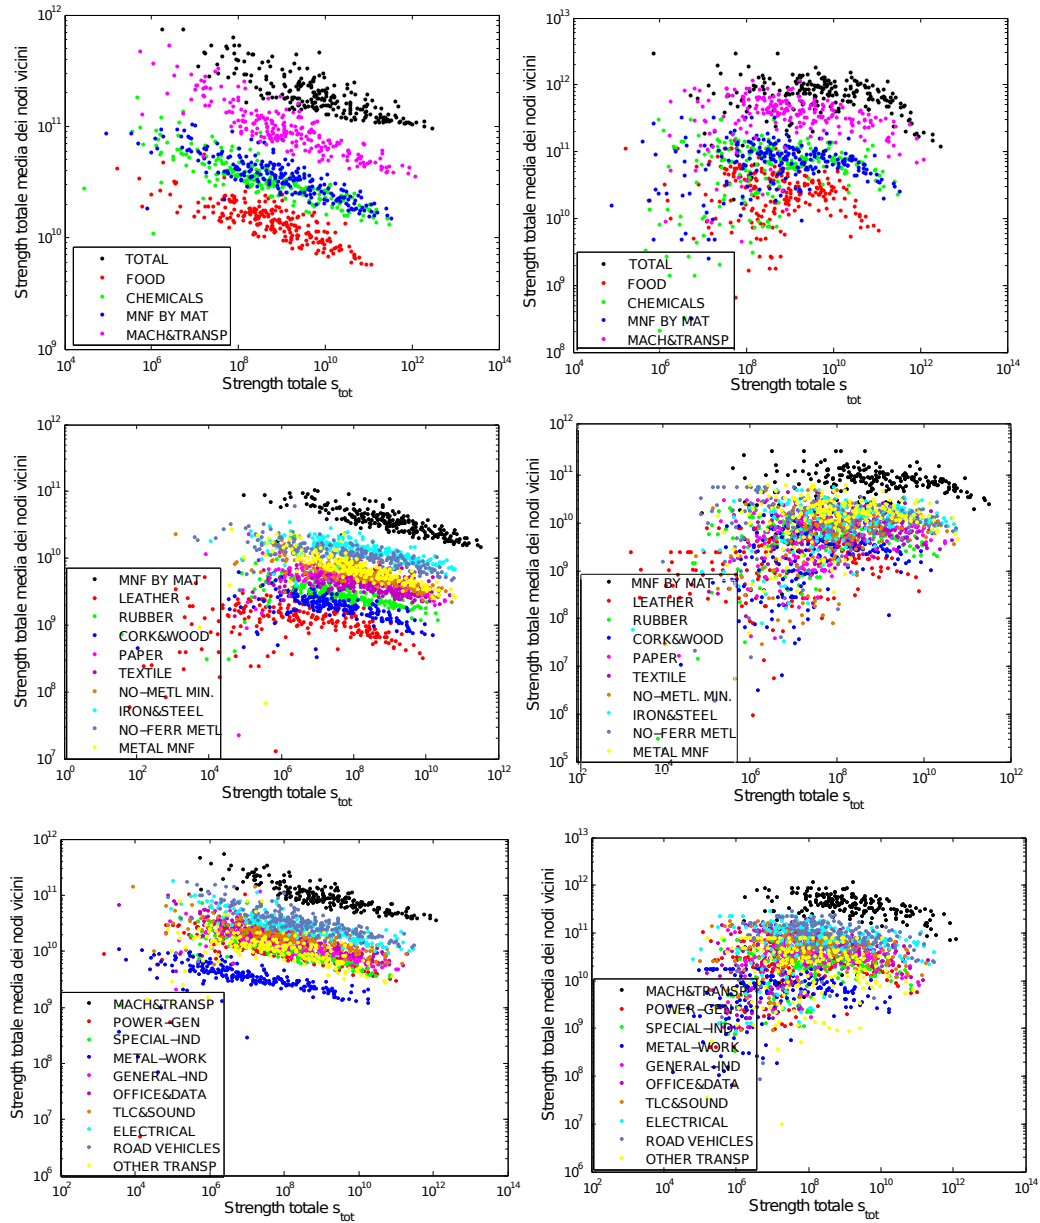 10^12
10^11
10^10
10^9
Strength totale media dei nodi vicini
TOTAL
FOOD
CHEMICALS
MNF BY MAT
MACH&TRANSP
10^4 10^6 10^8 10^10 10^12 10^14
Strength totale s_tot
10^13
10^12
10^11
10^10
10^9
10^8
Strength totale media dei nodi vicini
TOTAL
FOOD
CHEMICALS
MNF BY MAT
MACH&TRANSP
10^4 10^6 10^8 10^10 10^12 10^14
Strength totale s_tot
10^12
10^11
10^10
10^9
10^8
10^7
Strength totale media dei nodi vicini
MNF BY MAT
LEATHER
RUBBER
CORK&WOOD
PAPER
TEXTILE
NO−METL MIN.
IRON&STEEL
NO−FERR METL
METAL MNF
10^0 10^2 10^4 10^6 10^8 10^10 10^12
Strength totale s_tot
10^12
10^11
10^10
10^9
10^8
10^7
10^6
10^5
Strength totale media dei nodi vicini
MNF BY MAT
LEATHER
RUBBER
CORK&WOOD
PAPER
TEXTILE
NO−METL. MIN.
IRON&STEEL
NO−FERR METL
METAL MNF
10^2 10^4 10^6 10^8 10^10 10^12
Strength totale s_tot
10^12
10^11
10^10
10^9
10^8
10^7
10^6
Strength totale media dei nodi vicini
MACH&TRANSP
POWER−GEN
SPECIAL−IND
METAL−WORK
GENERAL−IND
OFFICE&DATA
TLC&SOUND
ELECTRICAL
ROAD VEHICLES
OTHER TRANSP
10^2 10^4 10^6 10^8 10^10 10^12 10^14
Strength totale s_tot
10^13
10^12
10^11
10^10
10^9
10^8
10^7
10^6
Strength totale media dei nodi vicini
MACH&TRANSP
POWER−GEN
SPECIAL−IND
METAL−WORK
GENERAL−IND
OFFICE&DATA
TLC&SOUND
ELECTRICAL
ROAD VEHICLES
OTHER TRANSP
10^2 10^4 10^6 10^8 10^10 10^12 10^14
Strength totale s_tot